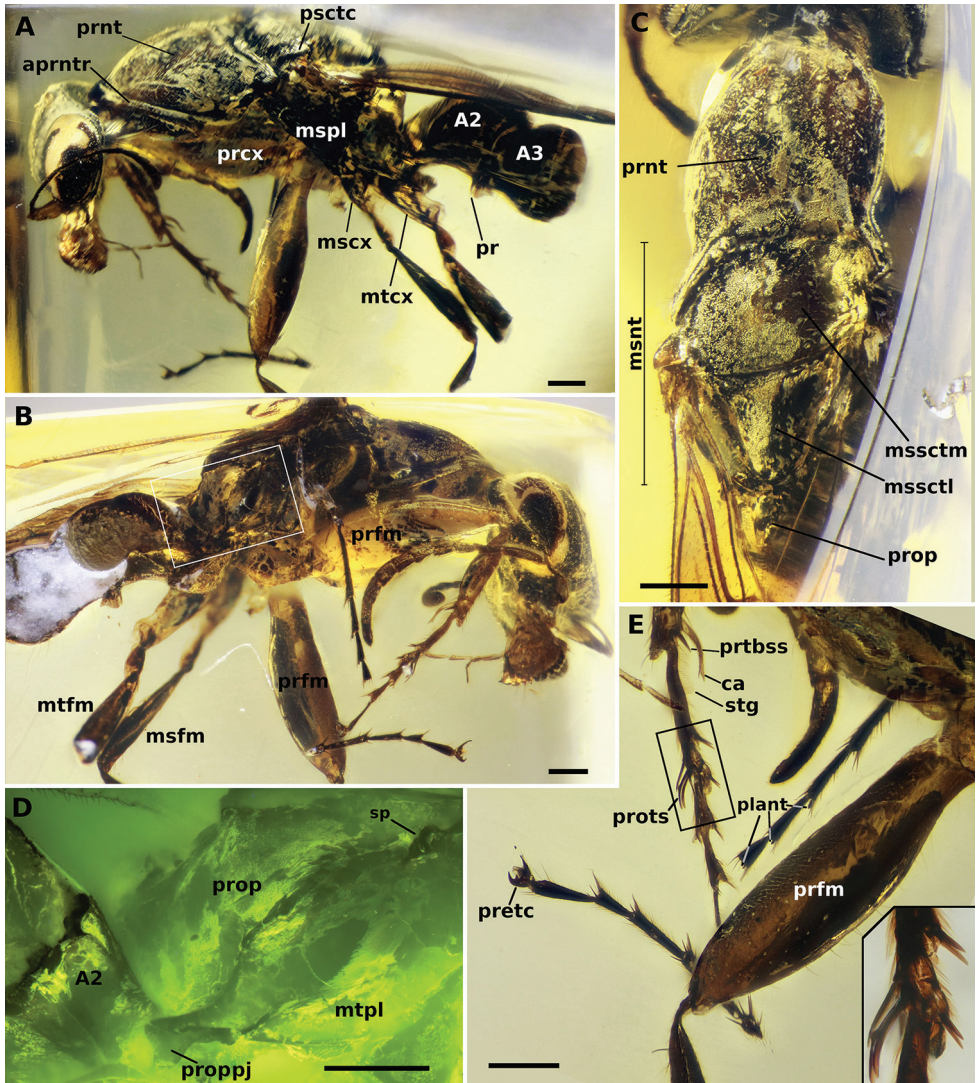 A
psctc
prnt
aprntr
A2
mspl
A3
prcx
mscx
pr
mtcx
B
prfm
prfm
mtfm
msfm
C
prnt
msnt
mssctm
mssctl
prop
D
sp
prop
A2
mtpl
proppj
E
prtbss
ca
stg
prots
plant
pretc
prfm